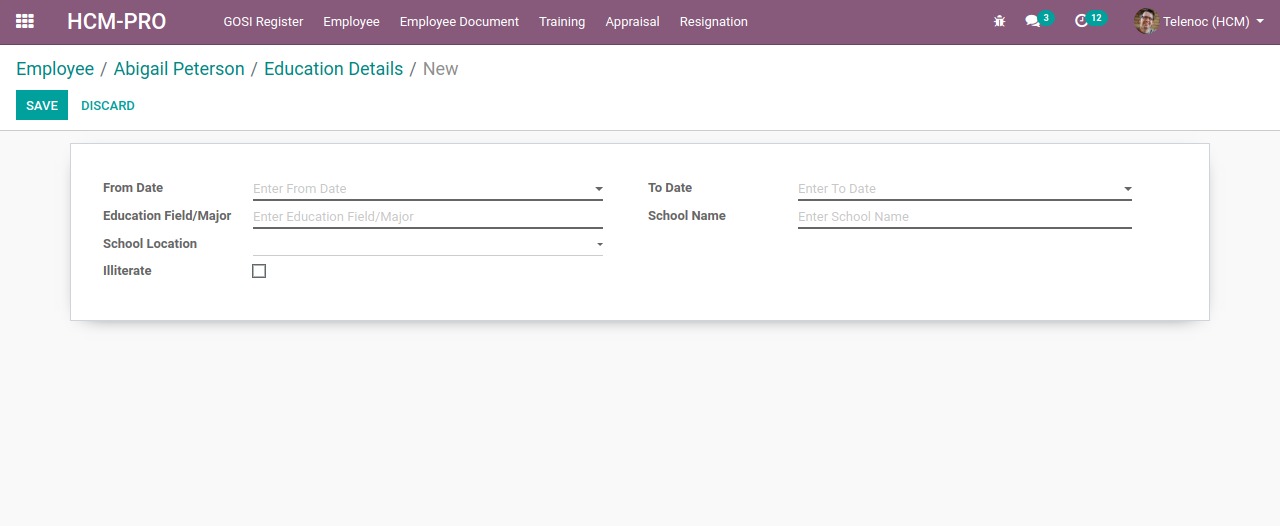 HCM-PRO GOSI Register Employee Employee Document Training Appraisal Resignation 3 12 Telenoc (HCM)
Employee / Abigail Peterson / Education Details / New
SAVE DISCARD
From Date Enter From Date To Date Enter To Date
Education Field/Major Enter Education Field/Major School Name Enter School Name
School Location
Illiterate